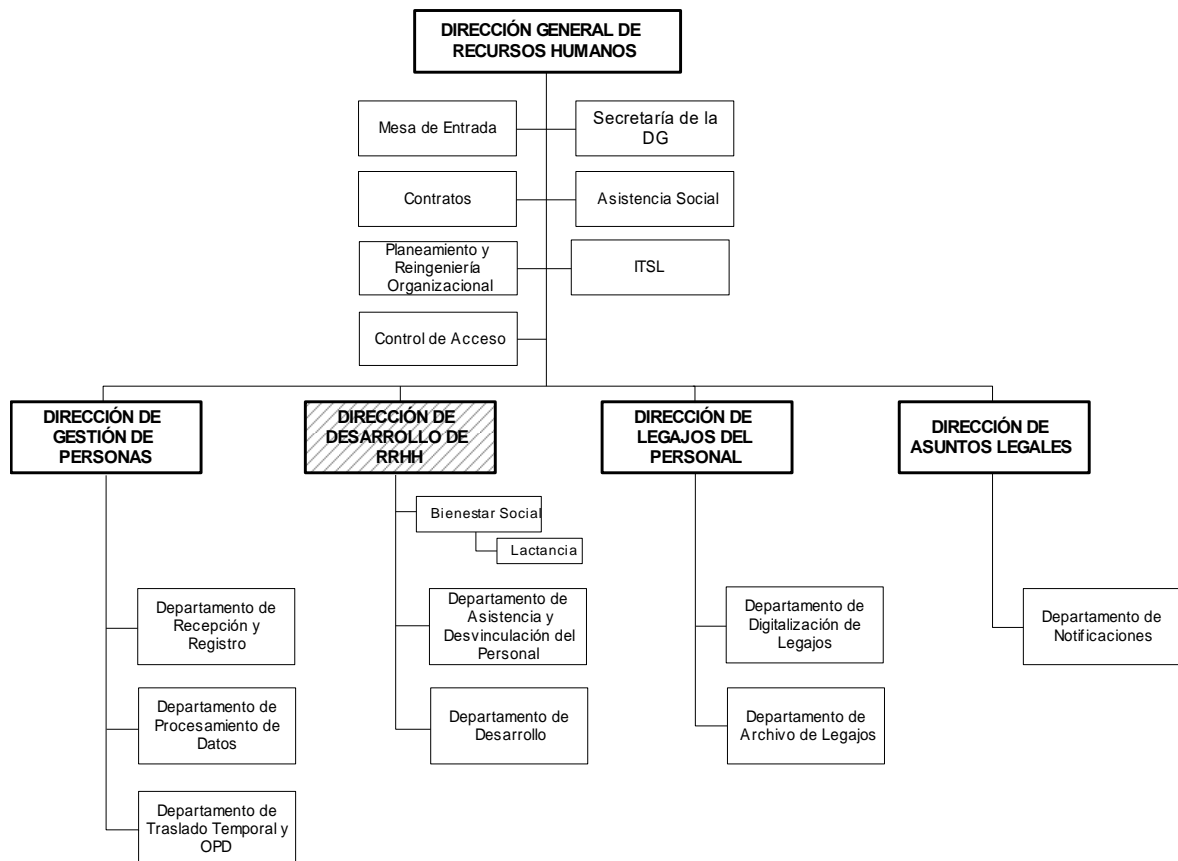 DIRECCIÓN GENERAL DE
RECURSOS HUMANOS
Mesa de Entrada
Secretaría de la
DG
Contratos
Asistencia Social
Planeamiento y
Reingeniería
Organizacional
ITSL
Control de Acceso
DIRECCIÓN DE
GESTIÓN DE
PERSONAS
DIRECCIÓN DE
DESARROLLO DE
RRHH
DIRECCIÓN DE
LEGAJOS DEL
PERSONAL
DIRECCIÓN DE
ASUNTOS LEGALES
Bienestar Social
Lactancia
Departamento de
Recepción y
Registro
Departamento de
Asistencia y
Desvinculación del
Personal
Departamento de
Digitalización de
Legajos
Departamento de
Notificaciones
Departamento de
Procesamiento de
Datos
Departamento de
Desarrollo
Departamento de
Archivo de Legajos
Departamento de
Traslado Temporal y
OPD